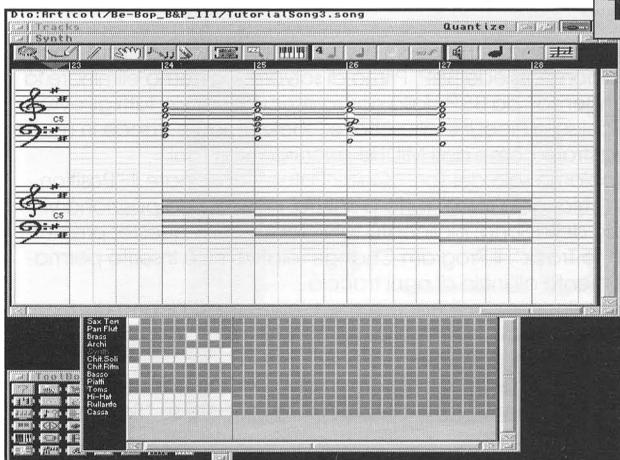 Dio:Articoli/Be-Bop_B&P_III/TutorialSong3.song
Tracks Quantize
Synth
4
23 24 25 26 27 28
C5
C5
Sax Ten
Pan Flut
Brass
Archi
Synth
Chit.Soli
Chit.Ritm
Basso
Piatti
Toms
Hi-Hat
Rullante
Cassa
ToolBo